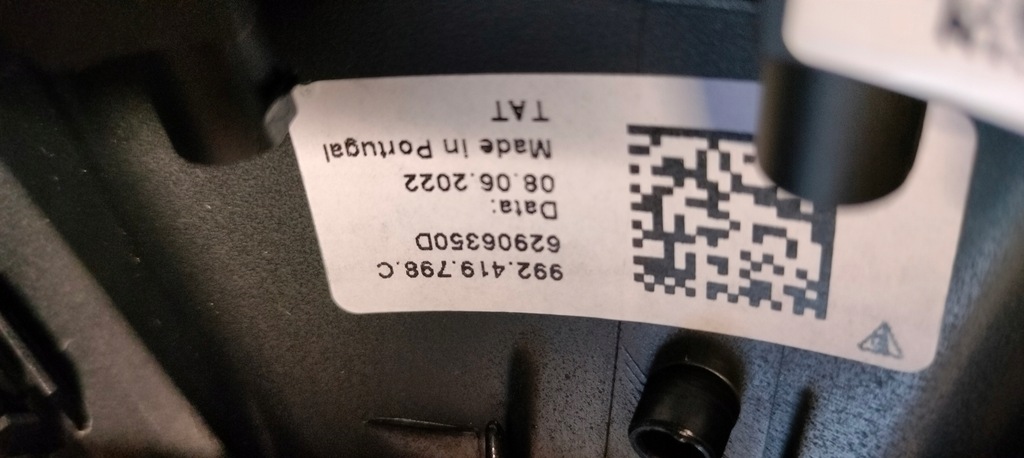 992.419.798.C
62906350D
Data:
08.06.2022
Made in Portugal
TAT